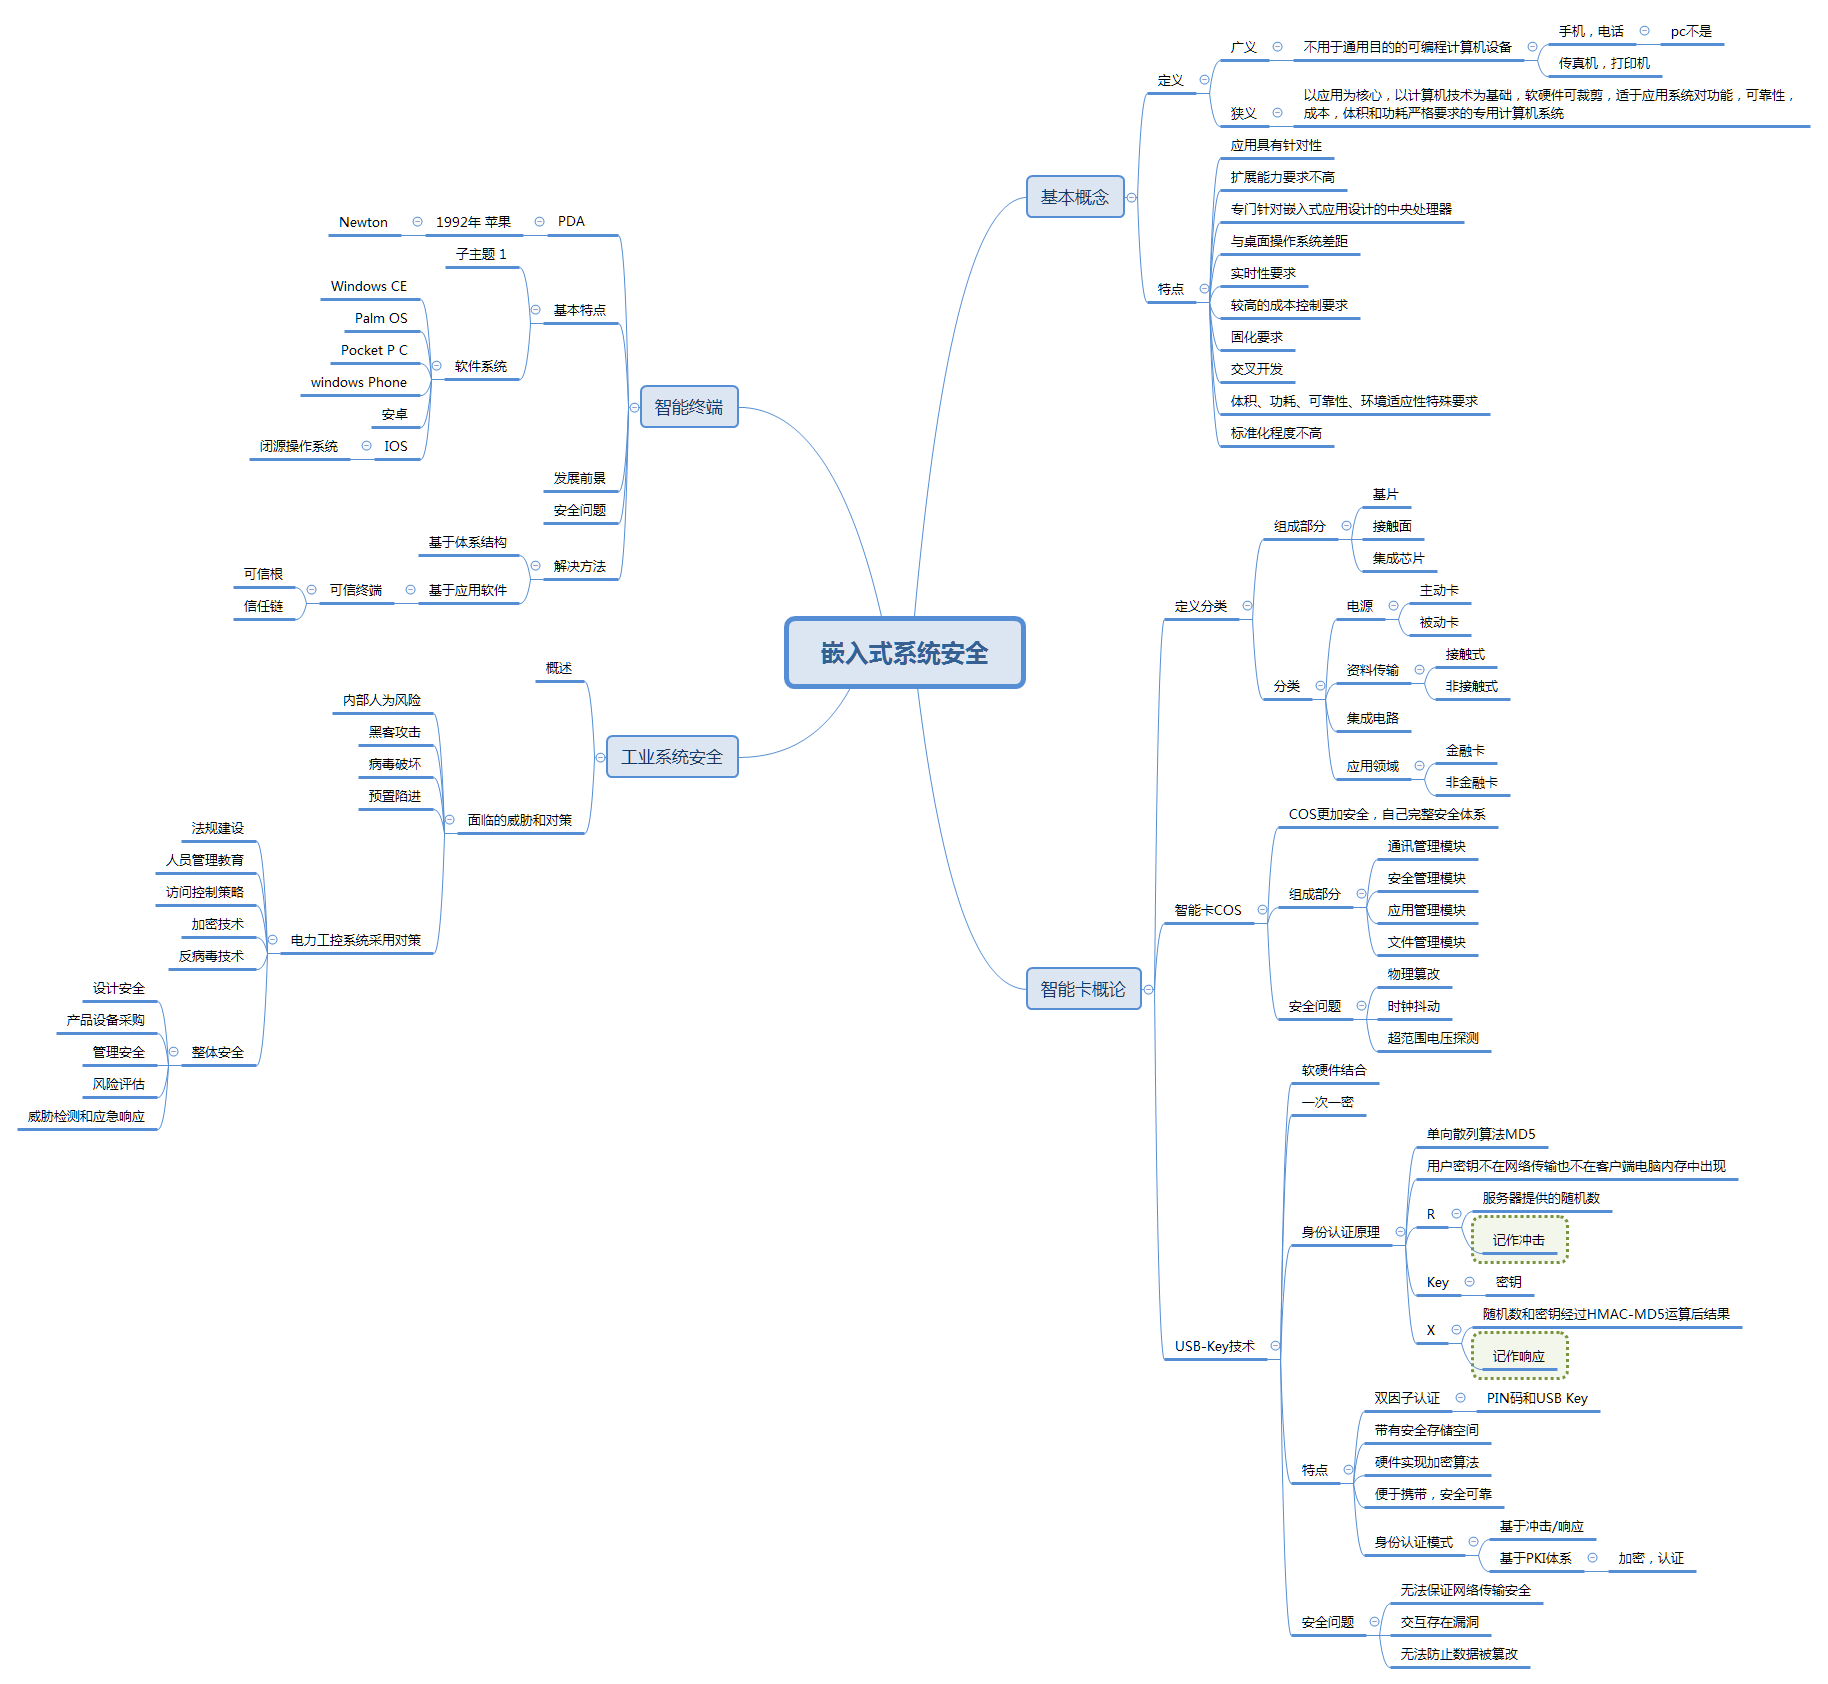 嵌入式系统安全
基本概念
定义
广义
不用于通用目的的可编程计算机设备
手机，电话
pc不是
传真机，打印机
狭义
以应用为核心，以计算机技术为基础，软硬件可裁剪，适于应用系统对功能，可靠性，
成本，体积和功耗严格要求的专用计算机系统
特点
应用具有针对性
扩展能力要求不高
专门针对嵌入式应用设计的中央处理器
与桌面操作系统差距
实时性要求
较高的成本控制要求
固化要求
交叉开发
体积、功耗、可靠性、环境适应性特殊要求
标准化程度不高
智能卡概论
定义分类
组成部分
基片
接触面
集成芯片
分类
电源
主动卡
被动卡
资料传输
接触式
非接触式
集成电路
应用领域
金融卡
非金融卡
智能卡COS
COS更加安全，自己完整安全体系
组成部分
通讯管理模块
安全管理模块
应用管理模块
文件管理模块
安全问题
物理篡改
时钟抖动
超范围电压探测
USB-Key技术
软硬件结合
一次一密
身份认证原理
单向散列算法MD5
用户密钥不在网络传输也不在客户端电脑内存中出现
R
服务器提供的随机数
记作冲击
Key
密钥
X
随机数和密钥经过HMAC-MD5运算后结果
记作响应
特点
双因子认证
PIN码和USB Key
带有安全存储空间
硬件实现加密算法
便于携带，安全可靠
身份认证模式
基于冲击/响应
基于PKI体系
加密，认证
安全问题
无法保证网络传输安全
交互存在漏洞
无法防止数据被篡改
智能终端
PDA
1992年 苹果
Newton
基本特点
子主题 1
软件系统
Windows CE
Palm OS
Pocket P C
windows Phone
安卓
IOS
闭源操作系统
发展前景
安全问题
解决方法
基于体系结构
基于应用软件
可信终端
可信根
信任链
工业系统安全
概述
面临的威胁和对策
内部人为风险
黑客攻击
病毒破坏
预置陷进
电力工控系统采用对策
法规建设
人员管理教育
访问控制策略
加密技术
反病毒技术
整体安全
设计安全
产品设备采购
管理安全
风险评估
威胁检测和应急响应